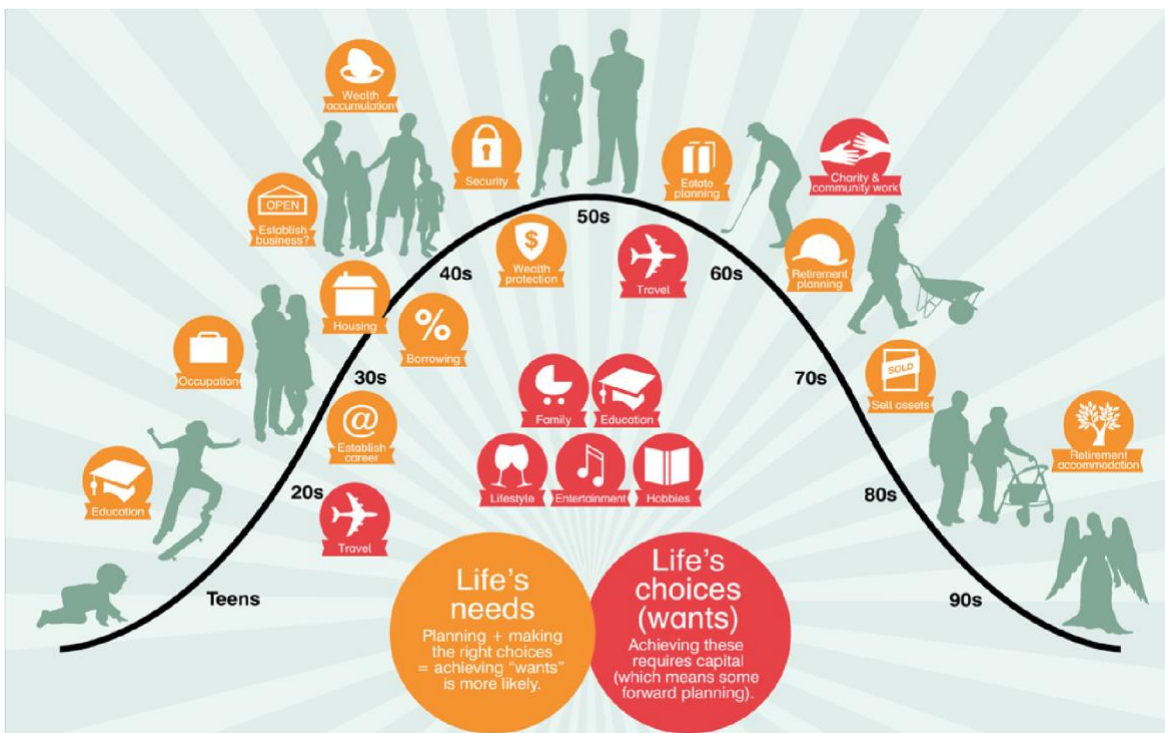 Wealth
accumulation
Security
Estate
planning
Charity &
community work
OPEN
Establish
business?
50s
40s
$
Wealth
protection
Travel
60s
Retirement
planning
Housing
%
Borrowing
Occupation
30s
70s
SOLD
Sell assets
Family
Education
@
Establish
career
Retirement
accommodation
Education
20s
Lifestyle
Entertainment
Hobbies
80s
Travel
Teens
90s
Life's
needs
Planning + making
the right choices
= achieving “wants”
is more likely.
Life's
choices
(wants)
Achieving these
requires capital
(which means some
forward planning).